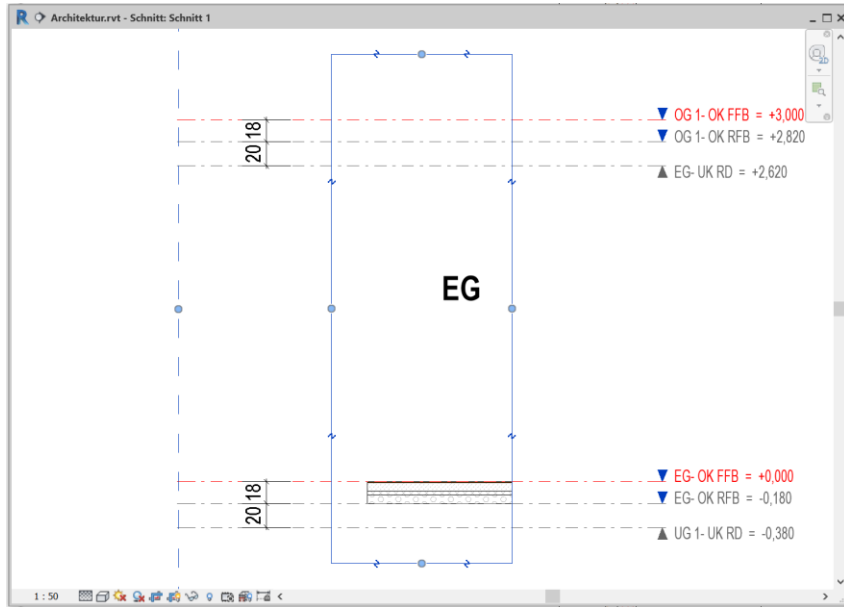 Architektur.rvt - Schnitt: Schnitt 1
2D
OG 1- OK FFB = +3,000
18
OG 1- OK RFB = +2,820
20
EG- UK RD = +2,620
EG
EG- OK FFB = +0,000
18
EG- OK RFB = -0,180
20
UG 1- UK RD = -0,380
1 : 50